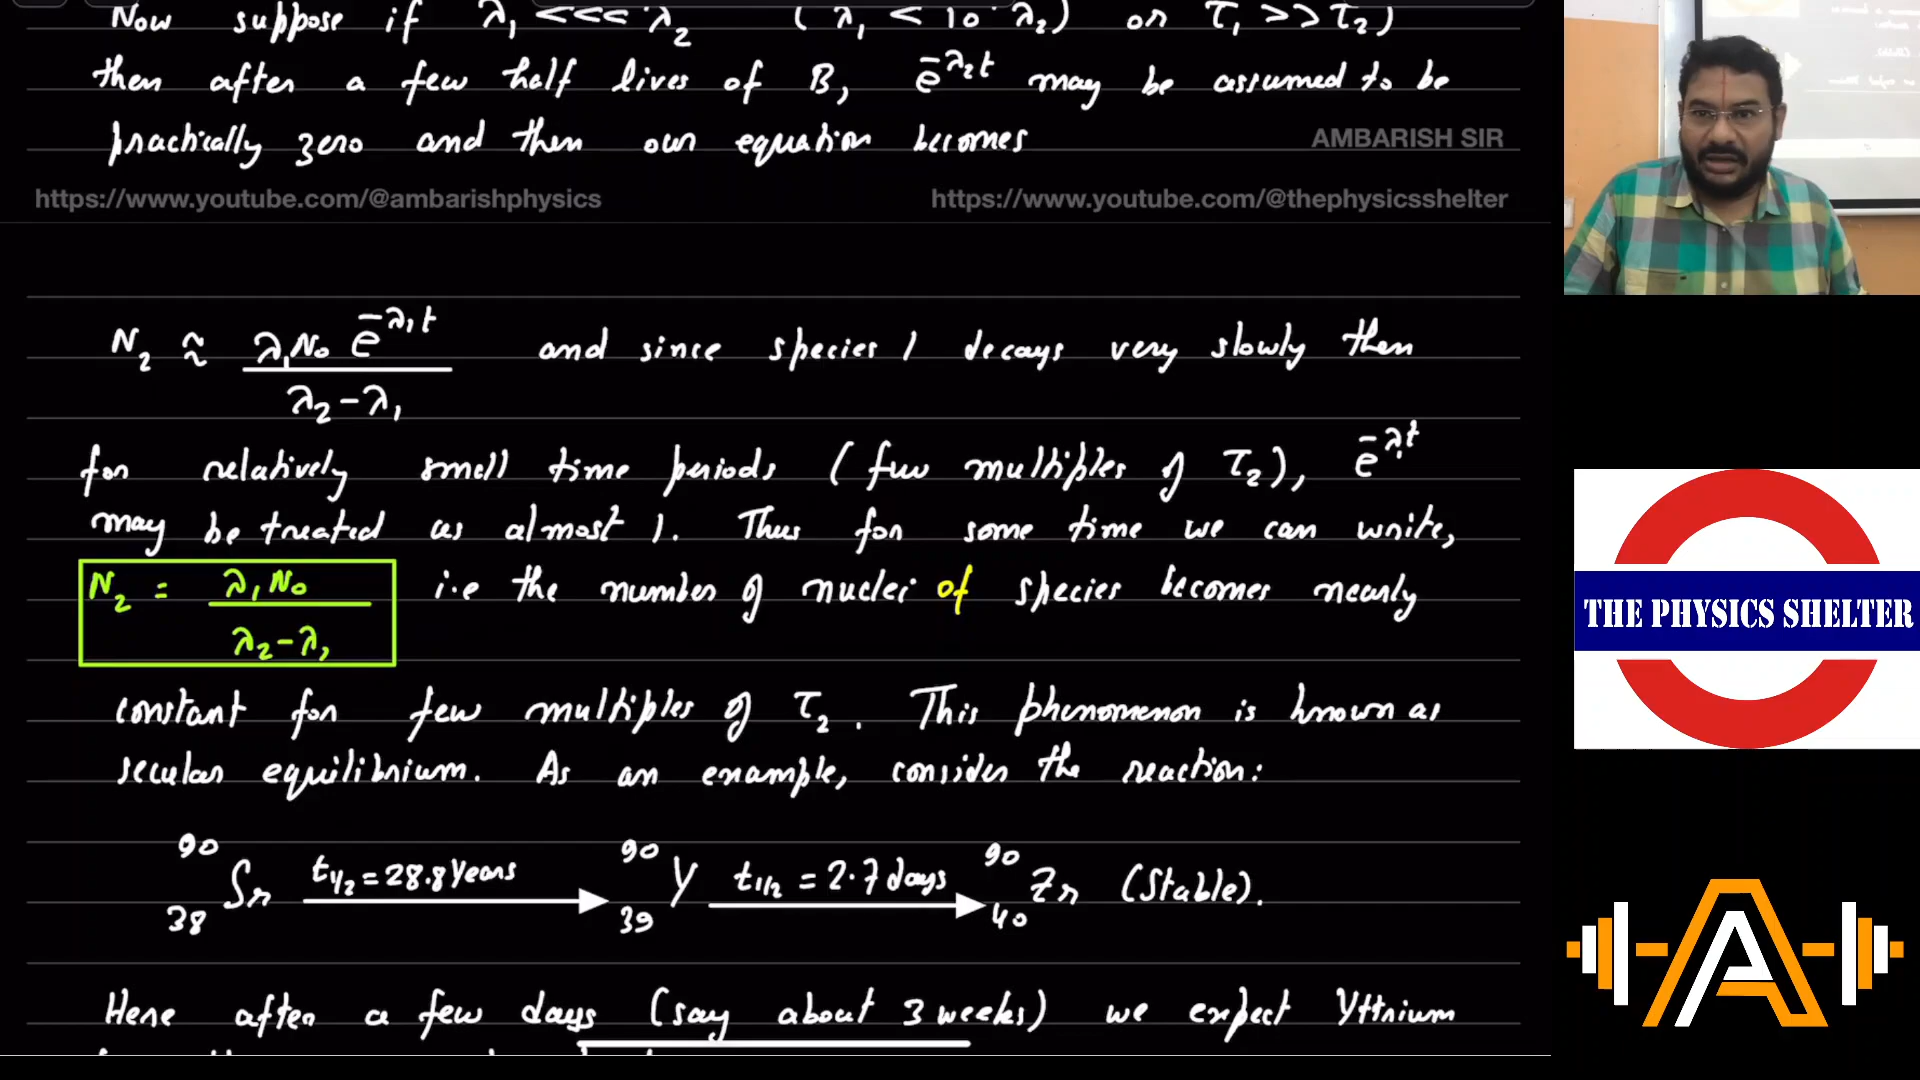 Now suppose if λ₁ <<< λ₂ (λ₁ < 10 λ₂) or τ₁ >> τ₂)
then after a few half lives of B, e^-λ₂t may be assumed to be
practically zero and then our equation becomes
AMBARISH SIR
https://www.youtube.com/@ambarishphysics https://www.youtube.com/@thephysicsshelter
N₂ ≈ λ₁N₀ e^-λ₁t / λ₂-λ₁ and since species 1 decays very slowly then
for relatively small time periods (few multiples of τ₂), e^-λt
may be treated as almost 1. Thus for some time we can write,
N₂ = λ₁N₀ / λ₂-λ₁ i.e the number of nuclei of species becomes nearly
constant for few multiples of τ₂. This phenomenon is known as
secular equilibrium. As an example, consider the reaction:
⁹⁰₃₈Sr t₁/₂ = 28.8 Years ⁹⁰₃₉Y t₁/₂ = 2.7 days ⁹⁰₄₀Zr (Stable).
Here after a few days (say about 3 weeks) we expect Yttrium
THE PHYSICS SHELTER